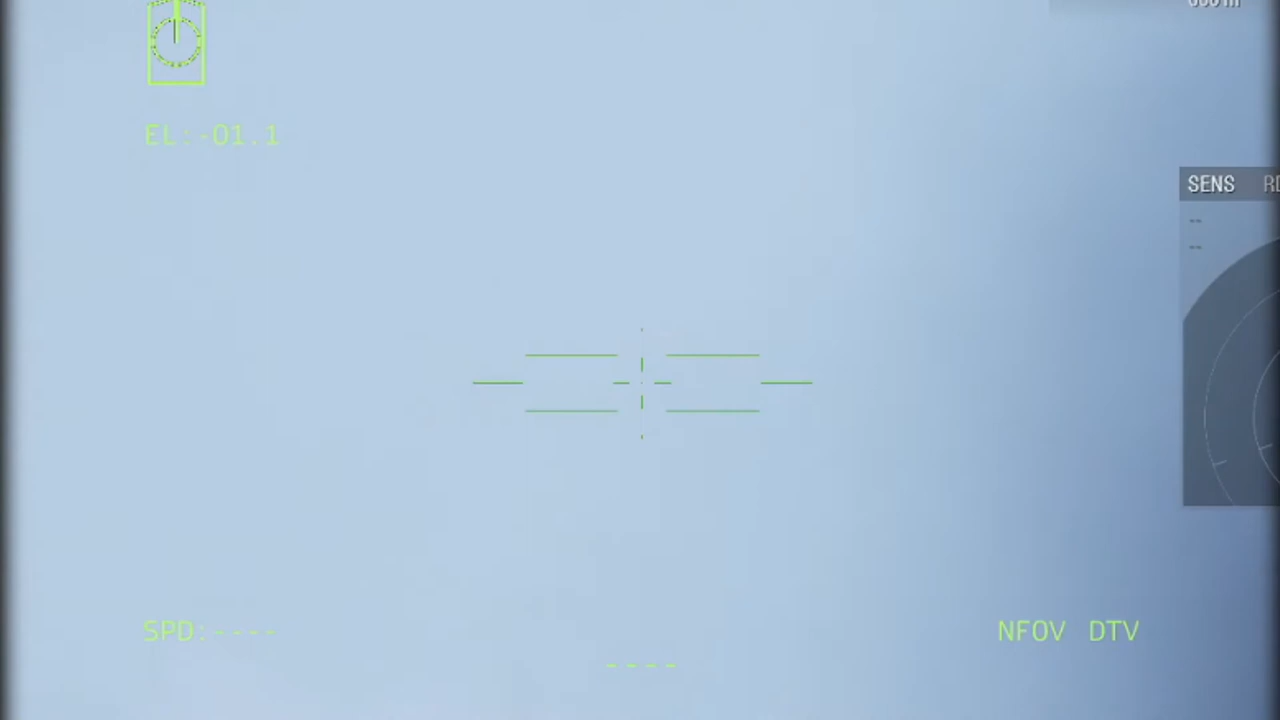 EL:-01.1
SENS
--
--
SPD:----
NFOV DTV
----